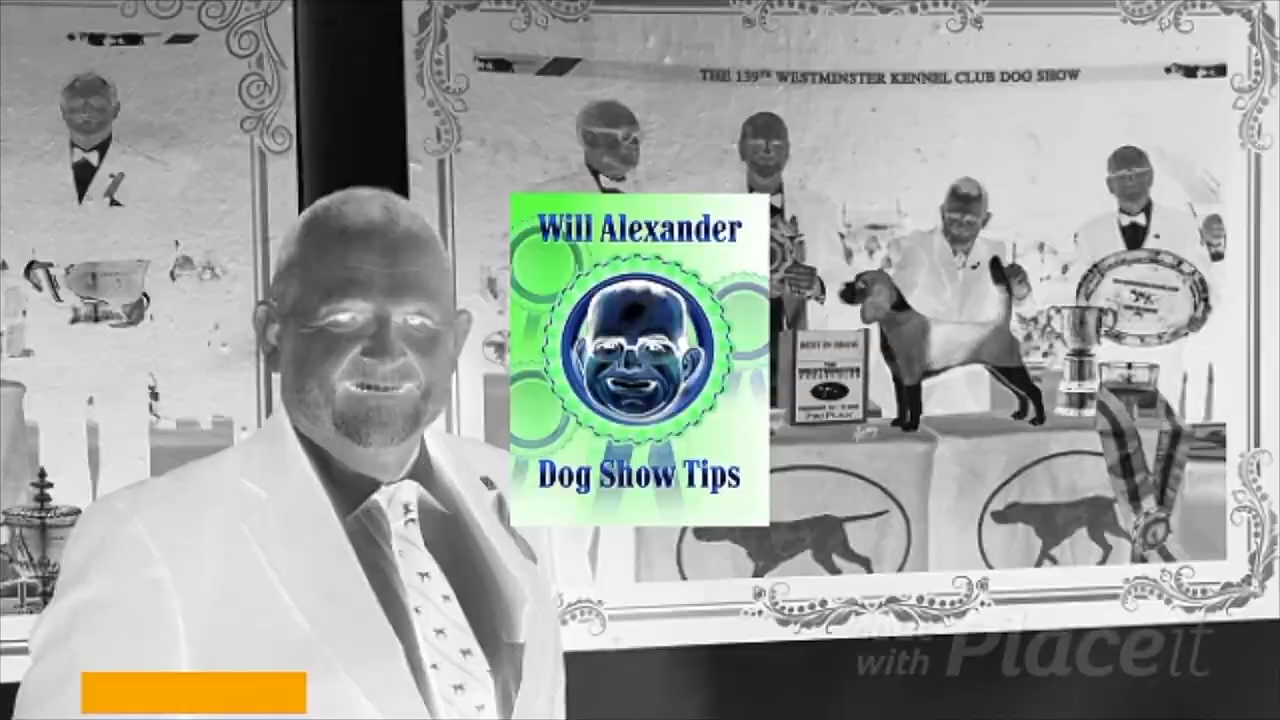 THE 139TH WESTMINSTER KENNEL CLUB DOG SHOW
Will Alexander
Dog Show Tips
BEST IN SHOW
with Placeit